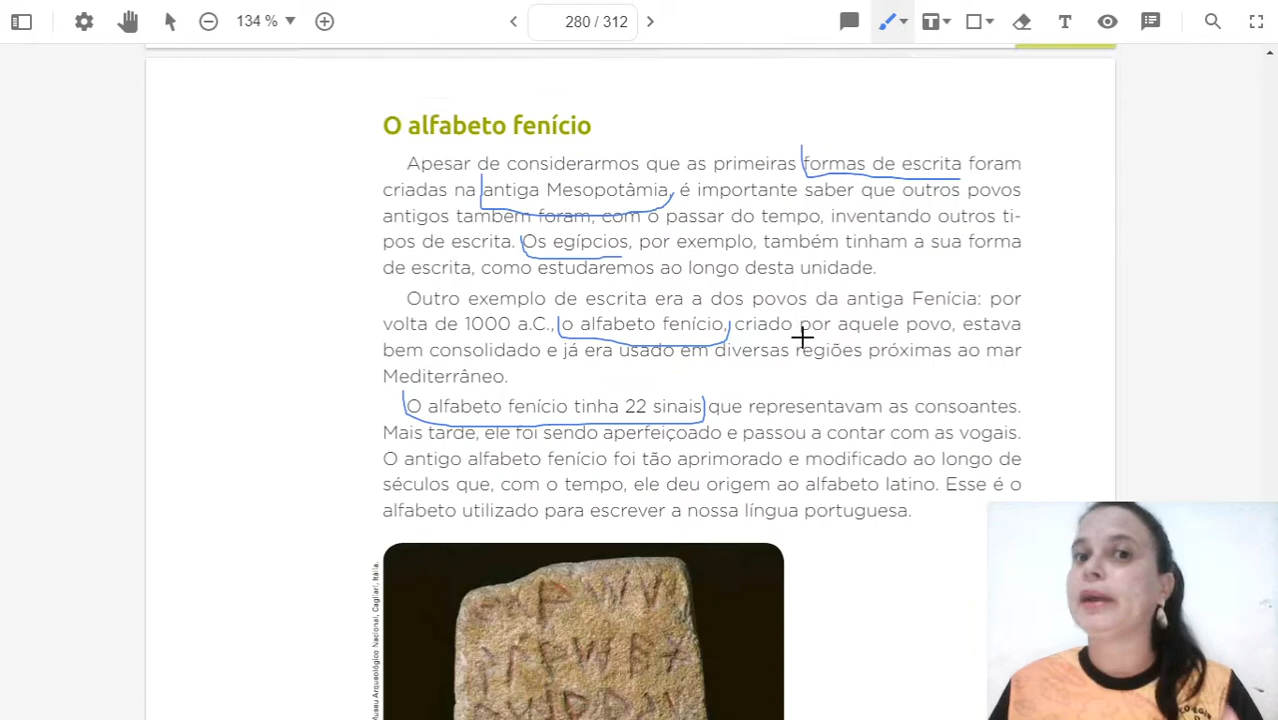 134 %
280 / 312
O alfabeto fenício
Apesar de considerarmos que as primeiras formas de escrita foram
criadas na antiga Mesopotâmia, é importante saber que outros povos
antigos também foram, com o passar do tempo, inventando outros ti-
pos de escrita. Os egípcios, por exemplo, também tinham a sua forma
de escrita, como estudaremos ao longo desta unidade.
Outro exemplo de escrita era a dos povos da antiga Fenícia: por
volta de 1000 a.C., o alfabeto fenício, criado por aquele povo, estava
bem consolidado e já era usado em diversas regiões próximas ao mar
Mediterrâneo.
O alfabeto fenício tinha 22 sinais que representavam as consoantes.
Mais tarde, ele foi sendo aperfeiçoado e passou a contar com as vogais.
O antigo alfabeto fenício foi tão aprimorado e modificado ao longo de
séculos que, com o tempo, ele deu origem ao alfabeto latino. Esse é o
alfabeto utilizado para escrever a nossa língua portuguesa.
Museu Arqueológico Nacional, Cagliari, Itália.